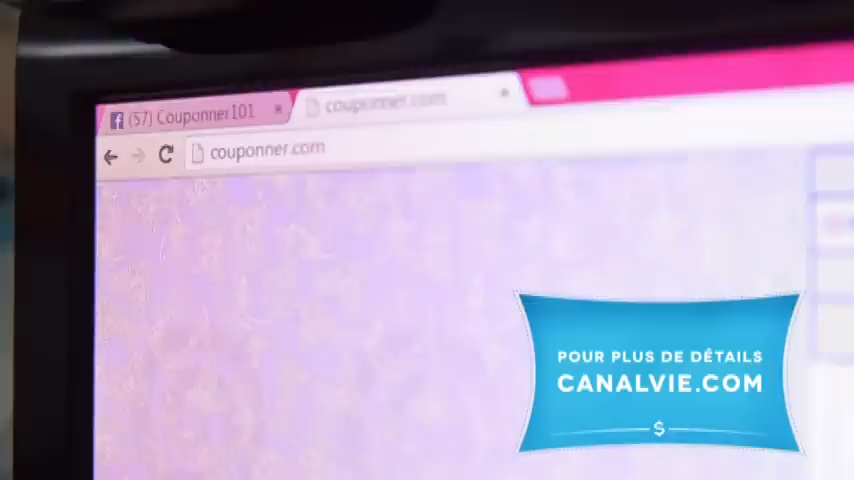 (57) Couponner101
couponner.com
couponner.com
POUR PLUS DE DÉTAILS
CANALVIE.COM
$